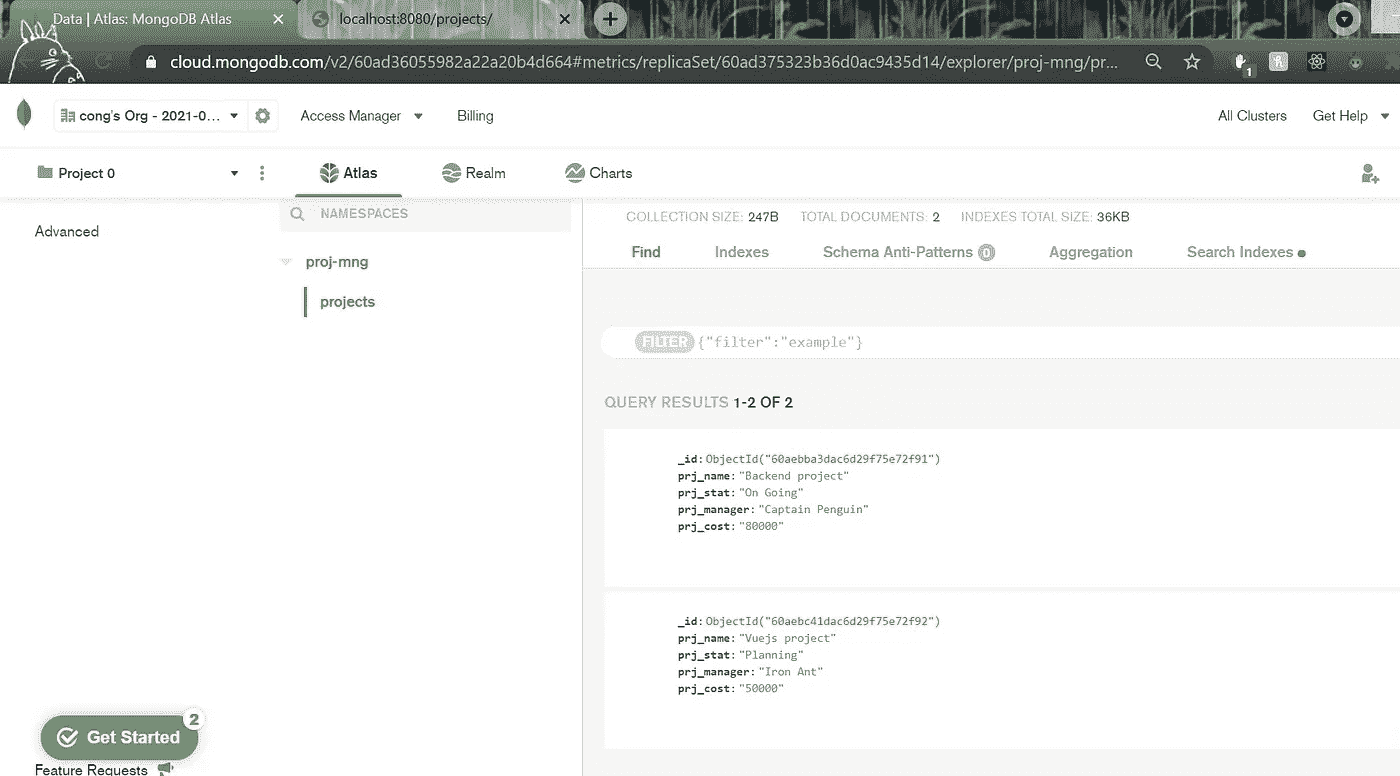 Data | Atlas: MongoDB Atlas
localhost:8080/projects/
cloud.mongodb.com/v2/60ad36055982a22a20b4d664#metrics/replicaSet/60ad375323b36d0ac9435d14/explorer/proj-mng/pr...
1
cong's Org - 2021-0...
Access Manager
Billing
All Clusters
Get Help
Project 0
Atlas
Realm
Charts
Advanced
NAMESPACES
proj-mng
projects
COLLECTION SIZE: 247B TOTAL DOCUMENTS: 2 INDEXES TOTAL SIZE: 36KB
Find
Indexes
Schema Anti-Patterns 0
Aggregation
Search Indexes
FILTER {"filter":"example"}
QUERY RESULTS 1-2 OF 2
_id: ObjectId("60aebba3dac6d29f75e72f91")
prj_name: "Backend project"
prj_stat: "On Going"
prj_manager: "Captain Penguin"
prj_cost: "80000"
_id: ObjectId("60aebc41dac6d29f75e72f92")
prj_name: "Vuejs project"
prj_stat: "Planning"
prj_manager: "Iron Ant"
prj_cost: "50000"
Get Started
2
Feature Requests